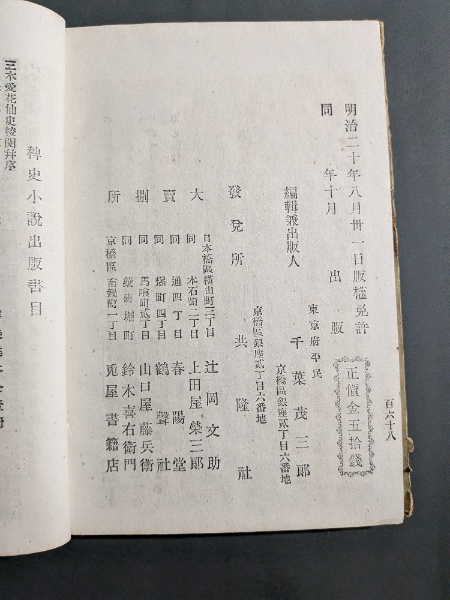 百六十八
明治二十年八月卅一日版權免許
同 年十月 出版
正價金五拾錢
東京府平民
編輯兼出版人 千葉茂三郎
京橋區銀座貳丁目六番地
發兌所 共隆社
京橋區銀座貳丁目六番地
大賣捌所
日本橋區横山町三丁目 辻岡文助
同 本石町二丁目 上田屋榮三郎
同 通四丁目 春陽堂
同 檜町四丁目 鶴聲社
同 馬喰町貳丁目 山口屋藤兵衛
同 鈴木喜右衛門
京橋區南鍋町一丁目 兎屋書籍店
稗史小說出版書目
三木愛花仙史稜閲幷序